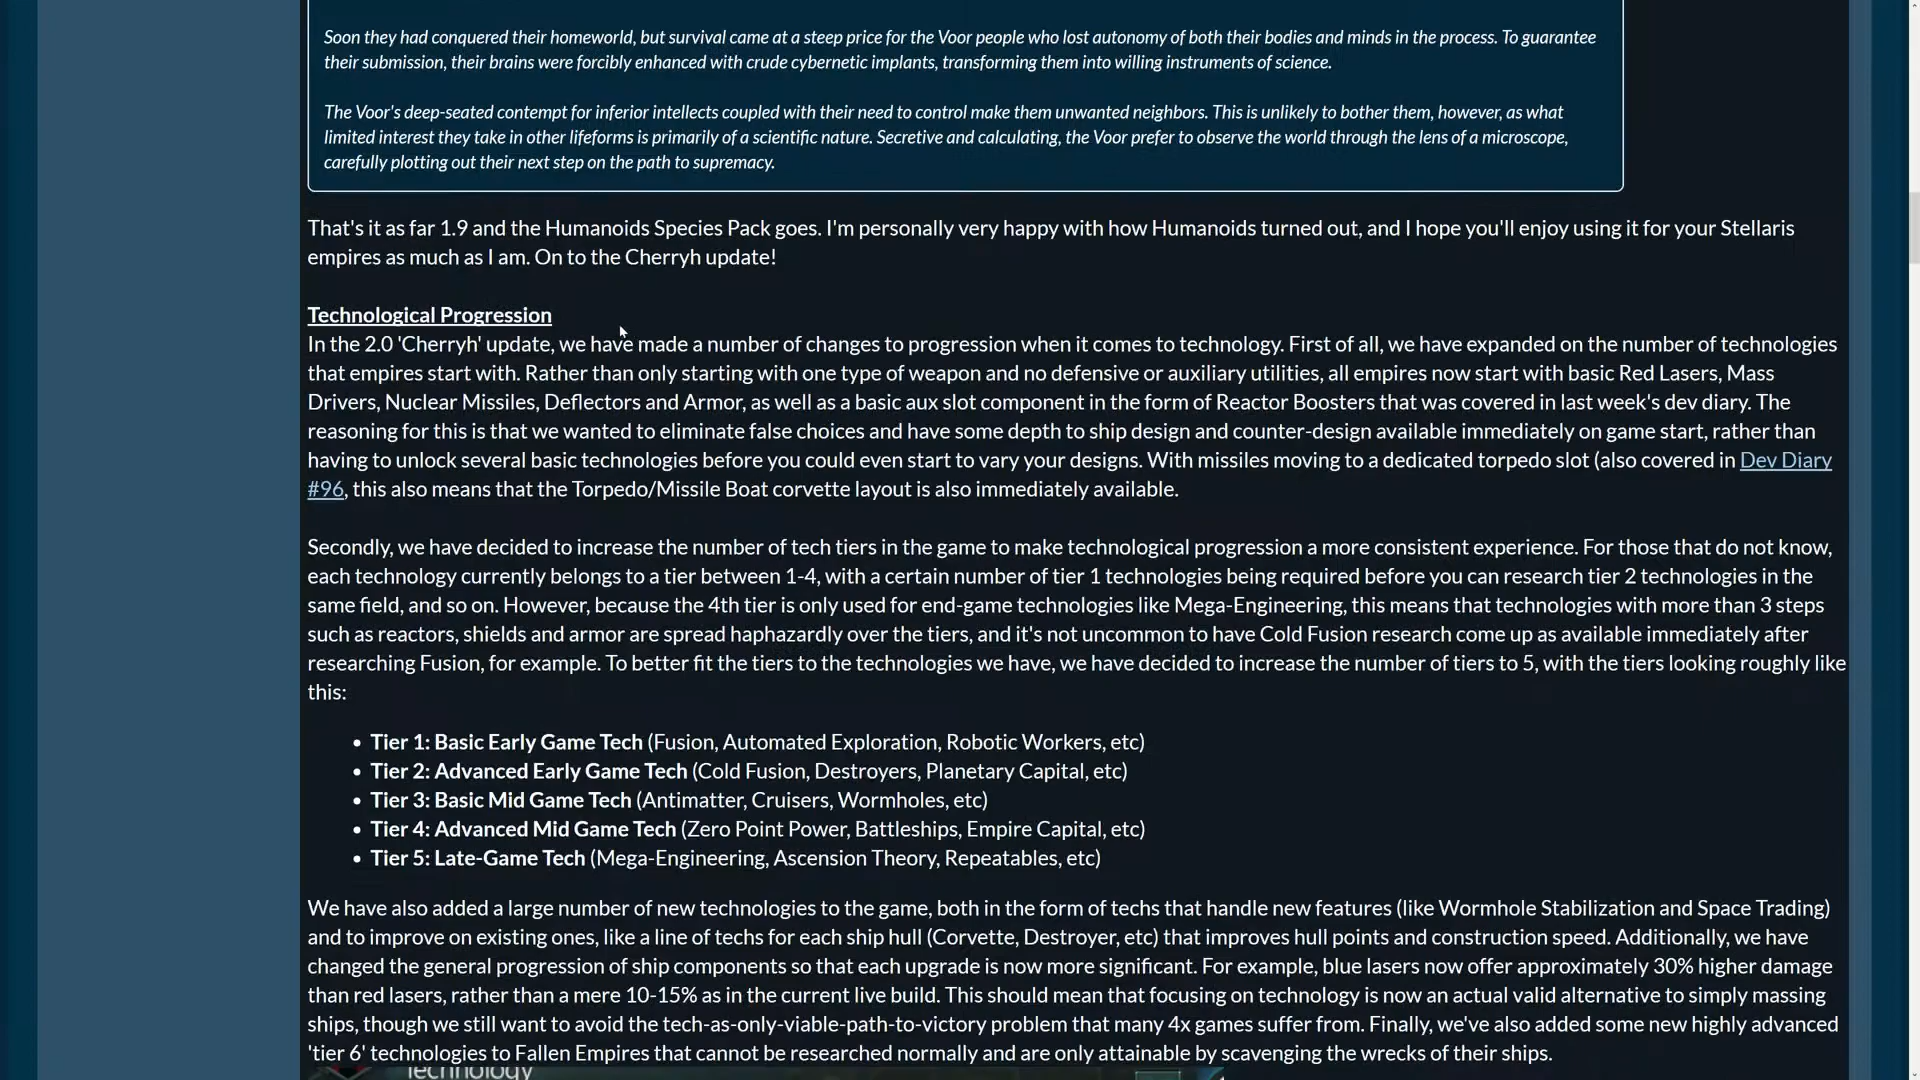 Soon they had conquered their homeworld, but survival came at a steep price for the Voor people who lost autonomy of both their bodies and minds in the process. To guarantee
their submission, their brains were forcibly enhanced with crude cybernetic implants, transforming them into willing instruments of science.
The Voor's deep-seated contempt for inferior intellects coupled with their need to control make them unwanted neighbors. This is unlikely to bother them, however, as what
limited interest they take in other lifeforms is primarily of a scientific nature. Secretive and calculating, the Voor prefer to observe the world through the lens of a microscope,
carefully plotting out their next step on the path to supremacy.
That's it as far 1.9 and the Humanoids Species Pack goes. I'm personally very happy with how Humanoids turned out, and I hope you'll enjoy using it for your Stellaris
empires as much as I am. On to the Cherryh update!
Technological Progression
In the 2.0 'Cherryh' update, we have made a number of changes to progression when it comes to technology. First of all, we have expanded on the number of technologies
that empires start with. Rather than only starting with one type of weapon and no defensive or auxiliary utilities, all empires now start with basic Red Lasers, Mass
Drivers, Nuclear Missiles, Deflectors and Armor, as well as a basic aux slot component in the form of Reactor Boosters that was covered in last week's dev diary. The
reasoning for this is that we wanted to eliminate false choices and have some depth to ship design and counter-design available immediately on game start, rather than
having to unlock several basic technologies before you could even start to vary your designs. With missiles moving to a dedicated torpedo slot (also covered in Dev Diary
#96, this also means that the Torpedo/Missile Boat corvette layout is also immediately available.
Secondly, we have decided to increase the number of tech tiers in the game to make technological progression a more consistent experience. For those that do not know,
each technology currently belongs to a tier between 1-4, with a certain number of tier 1 technologies being required before you can research tier 2 technologies in the
same field, and so on. However, because the 4th tier is only used for end-game technologies like Mega-Engineering, this means that technologies with more than 3 steps
such as reactors, shields and armor are spread haphazardly over the tiers, and it's not uncommon to have Cold Fusion research come up as available immediately after
researching Fusion, for example. To better fit the tiers to the technologies we have, we have decided to increase the number of tiers to 5, with the tiers looking roughly like
this:
• Tier 1: Basic Early Game Tech (Fusion, Automated Exploration, Robotic Workers, etc)
• Tier 2: Advanced Early Game Tech (Cold Fusion, Destroyers, Planetary Capital, etc)
• Tier 3: Basic Mid Game Tech (Antimatter, Cruisers, Wormholes, etc)
• Tier 4: Advanced Mid Game Tech (Zero Point Power, Battleships, Empire Capital, etc)
• Tier 5: Late-Game Tech (Mega-Engineering, Ascension Theory, Repeatables, etc)
We have also added a large number of new technologies to the game, both in the form of techs that handle new features (like Wormhole Stabilization and Space Trading)
and to improve on existing ones, like a line of techs for each ship hull (Corvette, Destroyer, etc) that improves hull points and construction speed. Additionally, we have
changed the general progression of ship components so that each upgrade is now more significant. For example, blue lasers now offer approximately 30% higher damage
than red lasers, rather than a mere 10-15% as in the current live build. This should mean that focusing on technology is now an actual valid alternative to simply massing
ships, though we still want to avoid the tech-as-only-viable-path-to-victory problem that many 4x games suffer from. Finally, we've also added some new highly advanced
'tier 6' technologies to Fallen Empires that cannot be researched normally and are only attainable by scavenging the wrecks of their ships.
Technology